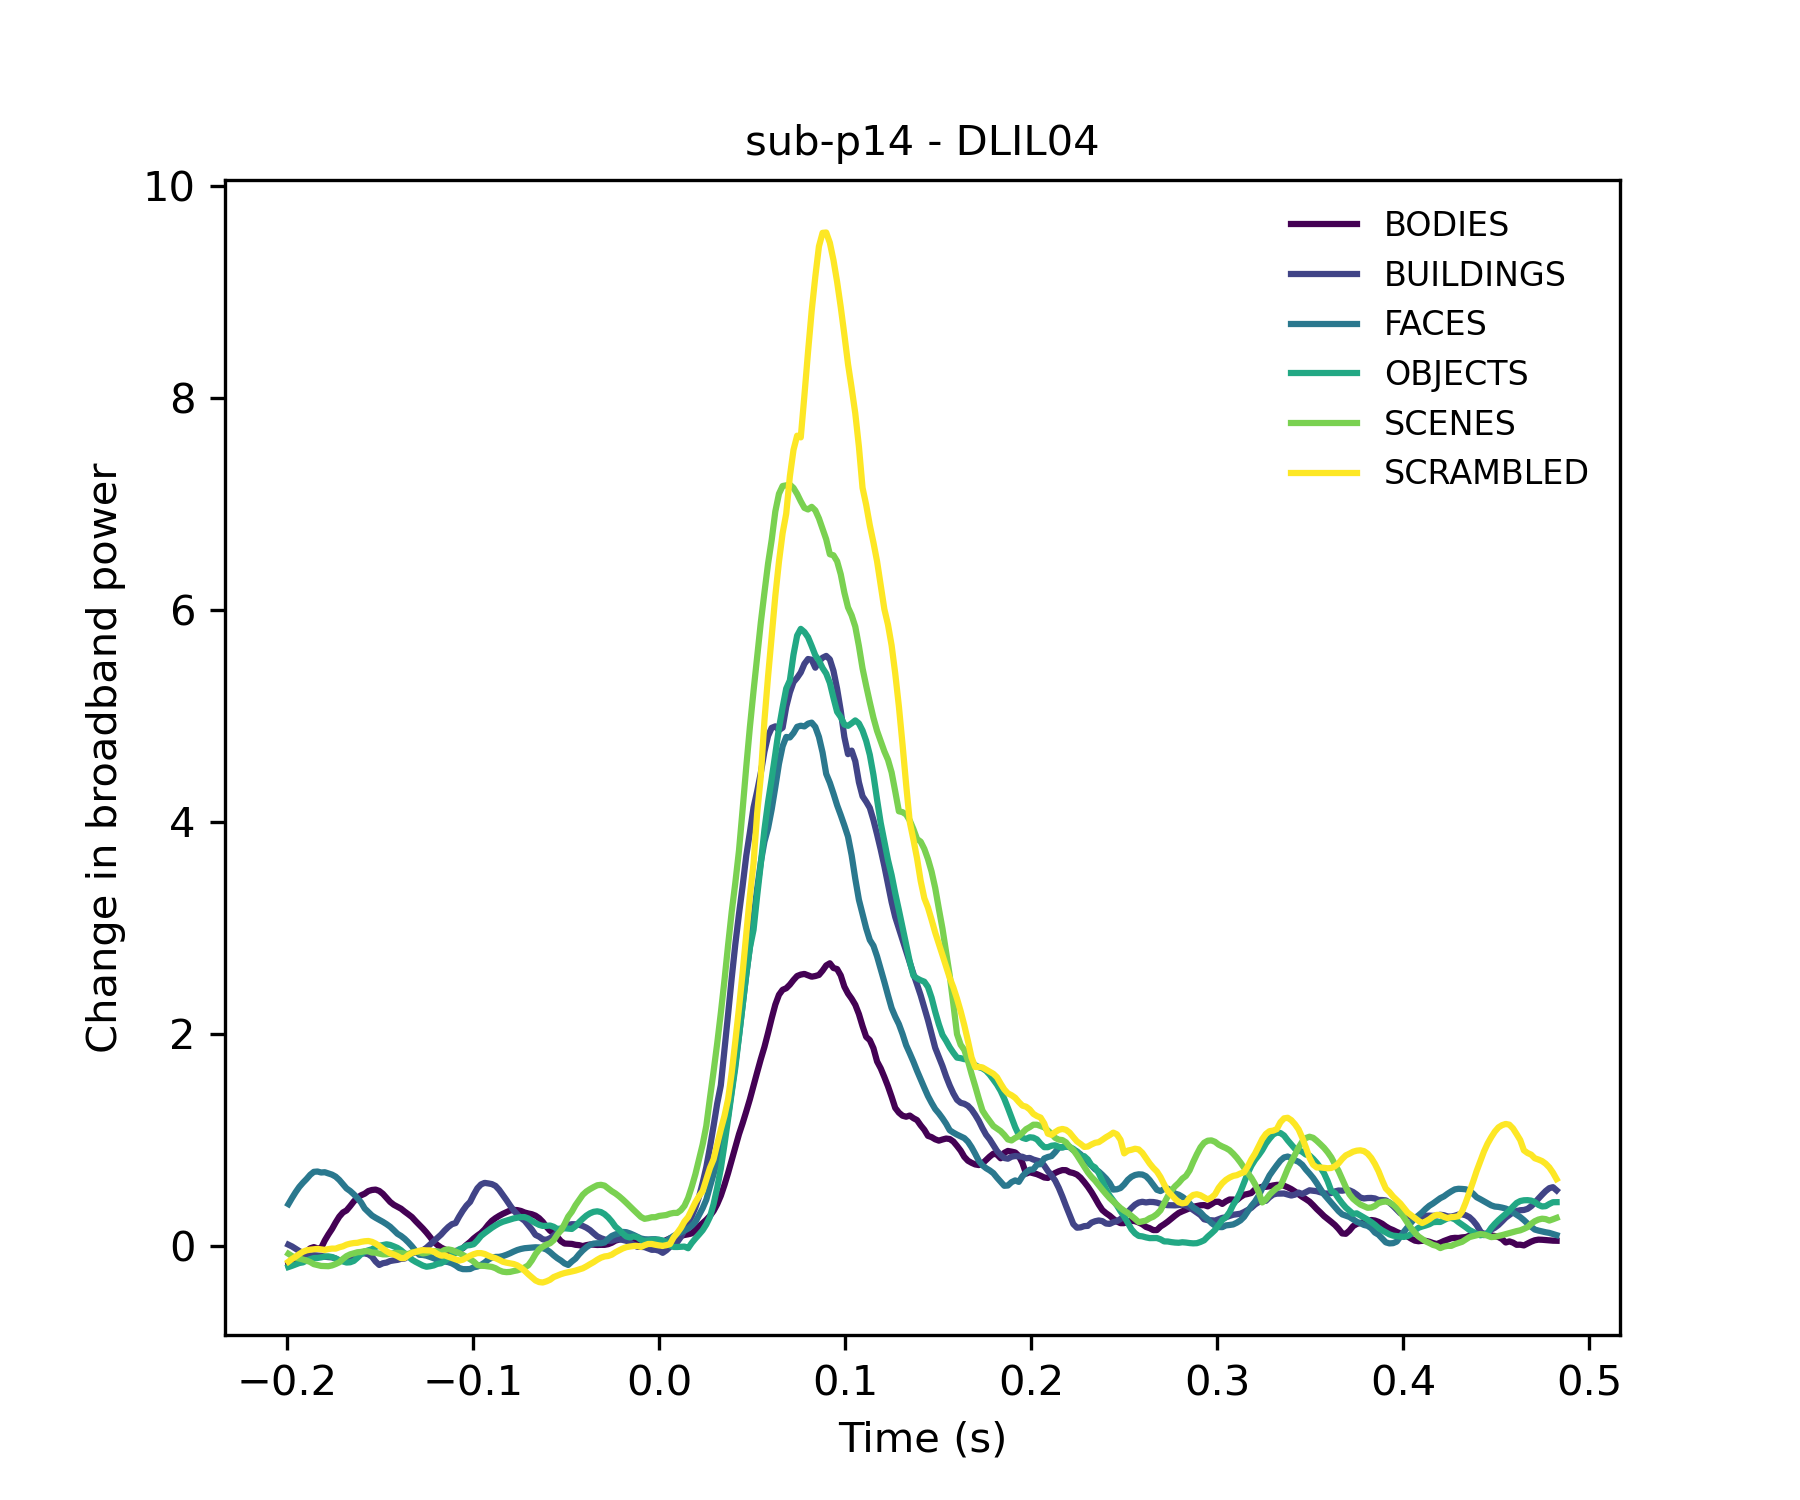 sub-p14 - DLIL04
10
8
6
4
2
0
Change in broadband power
BODIES
BUILDINGS
FACES
OBJECTS
SCENES
SCRAMBLED
−0.2 −0.1 0.0 0.1 0.2 0.3 0.4 0.5
Time (s)